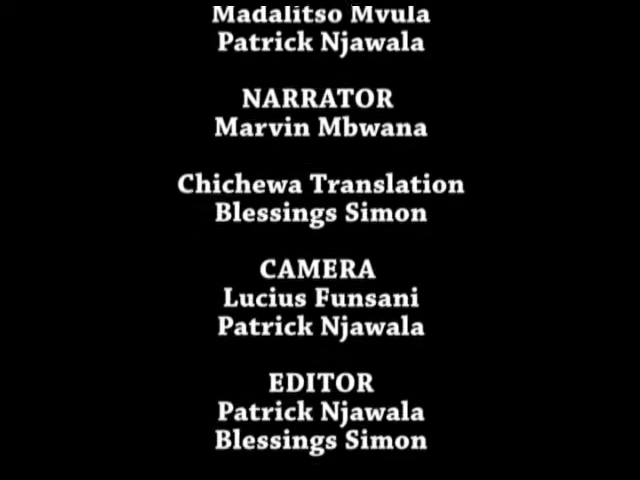 Madalitso Mvula
Patrick Njawala
NARRATOR
Marvin Mbwana
Chichewa Translation
Blessings Simon
CAMERA
Lucius Funsani
Patrick Njawala
EDITOR
Patrick Njawala
Blessings Simon